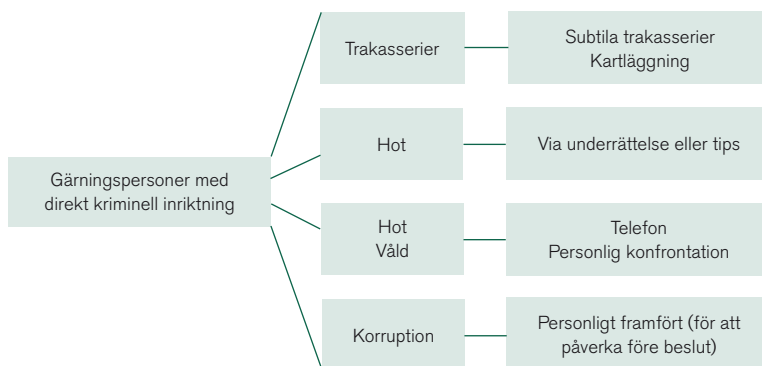 Gärningspersoner med
direkt kriminell inriktning
Trakasserier
Subtila trakasserier
Kartläggning
Hot
Via underrättelse eller tips
Hot
Våld
Telefon
Personlig konfrontation
Korruption
Personligt framfört (för att
påverka före beslut)